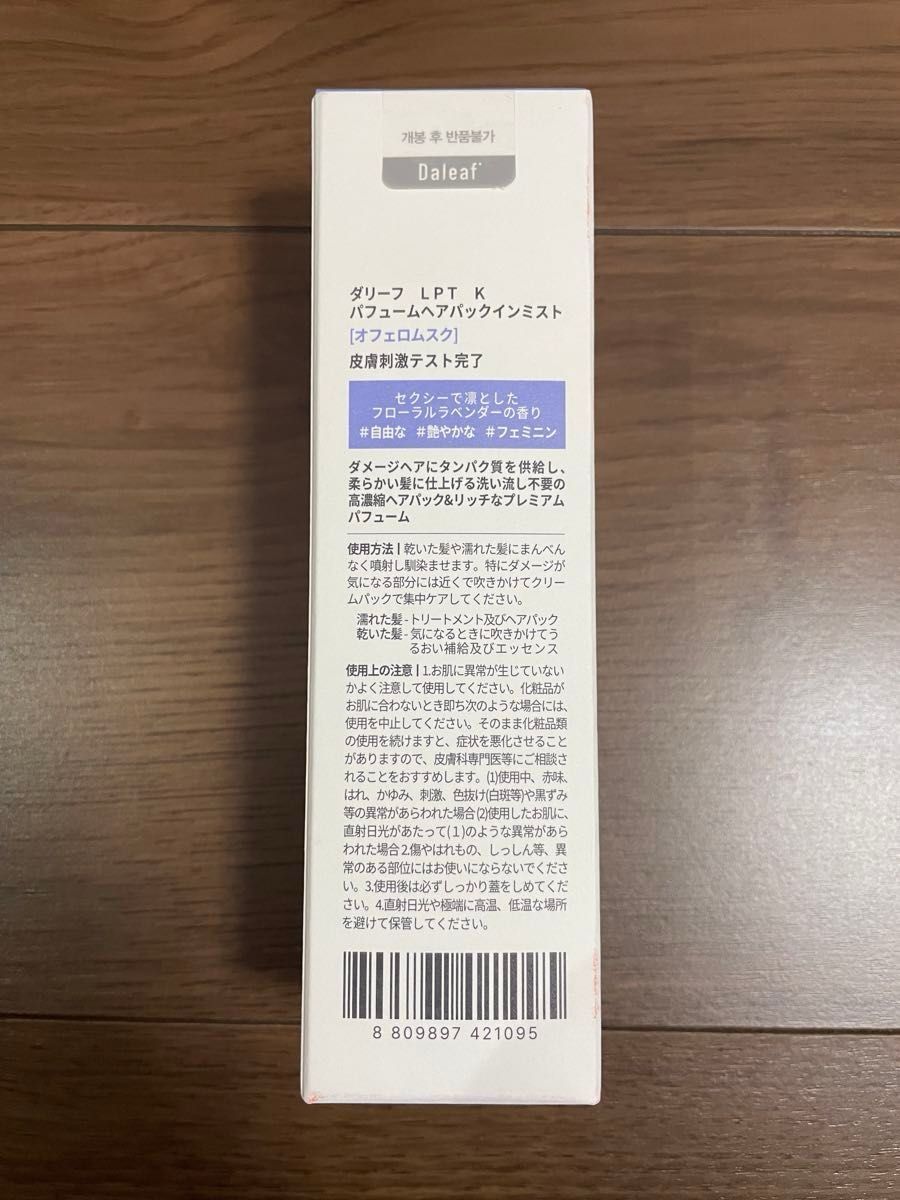 개봉 후 반품불가
Daleaf
ダリーフ　LPT　K
パフュームヘアパックインミスト
[オフェロムスク]
皮膚刺激テスト完了
セクシーで凛とした
フローラルラベンダーの香り
#自由な #艶やかな #フェミニン
ダメージヘアにタンパク質を供給し、
柔らかい髪に仕上げる洗い流し不要の
高濃縮ヘアパック&リッチなプレミアム
パフューム
使用方法┃乾いた髪や濡れた髪にまんべん
なく噴射し馴染ませます。特にダメージが
気になる部分には近くで吹きかけてクリー
ムパックで集中ケアしてください。
濡れた髪-トリートメント及びヘアパック
乾いた髪-気になるときに吹きかけてう
るおい補給及びエッセンス
使用上の注意┃1.お肌に異常が生じていない
かよく注意して使用してください。化粧品が
お肌に合わないとき即ち次のような場合には、
使用を中止してください。そのまま化粧品類
の使用を続けますと、症状を悪化させること
がありますので、皮膚科専門医等にご相談さ
れることをおすすめします。(1)使用中、赤味、
はれ、かゆみ、刺激、色抜け(白斑等)や黒ずみ
等の異常があらわれた場合(2)使用したお肌に、
直射日光があたって(1)のような異常があら
われた場合2.傷やはれもの、しっしん等、異
常のある部位にはお使いにならないでくださ
い。3.使用後は必ずしっかり蓋をしめてくだ
さい。4.直射日光や極端に高温、低温な場所
を避けて保管してください。
8 809897 421095